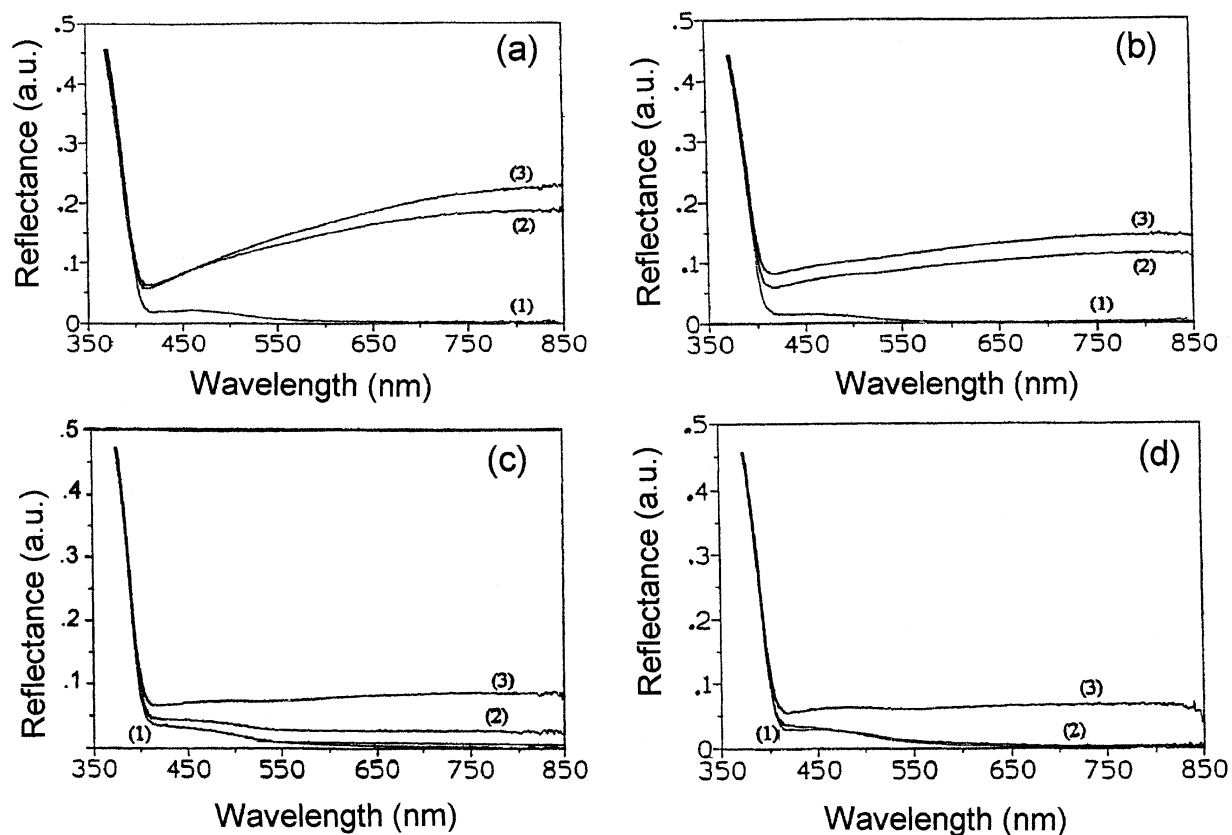 (a)
Reflectance (a.u.)
.5
.4
.3
.2
.1
0
(3)
(2)
(1)
350 450 550 650 750 850
Wavelength (nm)
(b)
Reflectance (a.u.)
.5
.4
.3
.2
.1
0
(3)
(2)
(1)
350 450 550 650 750 850
Wavelength (nm)
(c)
Reflectance (a.u.)
.5
.4
.3
.2
.1
(3)
(2)
(1)
350 450 550 650 750 850
Wavelength (nm)
(d)
Reflectance (a.u.)
.5
.4
.3
.2
.1
0
(3)
(1)
(2)
350 450 550 650 750 850
Wavelength (nm)